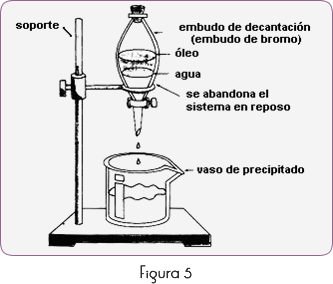 soporte
embudo de decantación
(embudo de bromo)
óleo
agua
se abandona el
sistema en reposo
vaso de precipitado
Figura 5